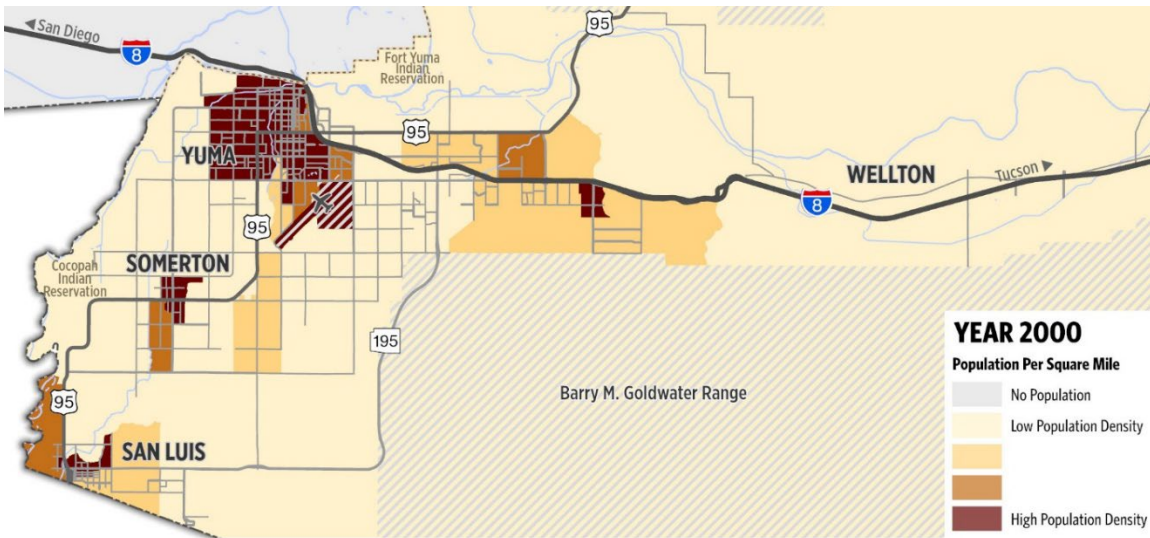 San Diego
8
95
Fort Yuma
Indian
Reservation
95
YUMA
WELLTON
Tucson
8
95
SOMERTON
Cocopah
Indian
Reservation
195
95
Barry M. Goldwater Range
SAN LUIS
YEAR 2000
Population Per Square Mile
No Population
Low Population Density
High Population Density